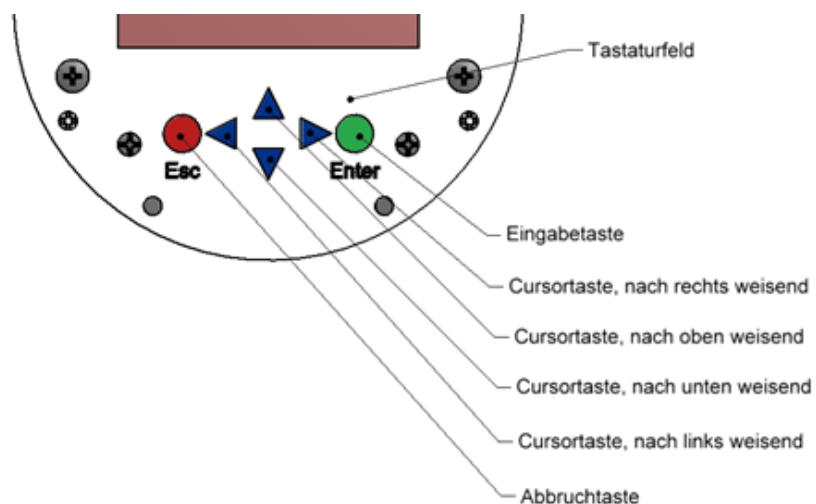 Tastaturfeld
Esc
Enter
Eingabetaste
Cursortaste, nach rechts weisend
Cursortaste, nach oben weisend
Cursortaste, nach unten weisend
Cursortaste, nach links weisend
Abbruchtaste